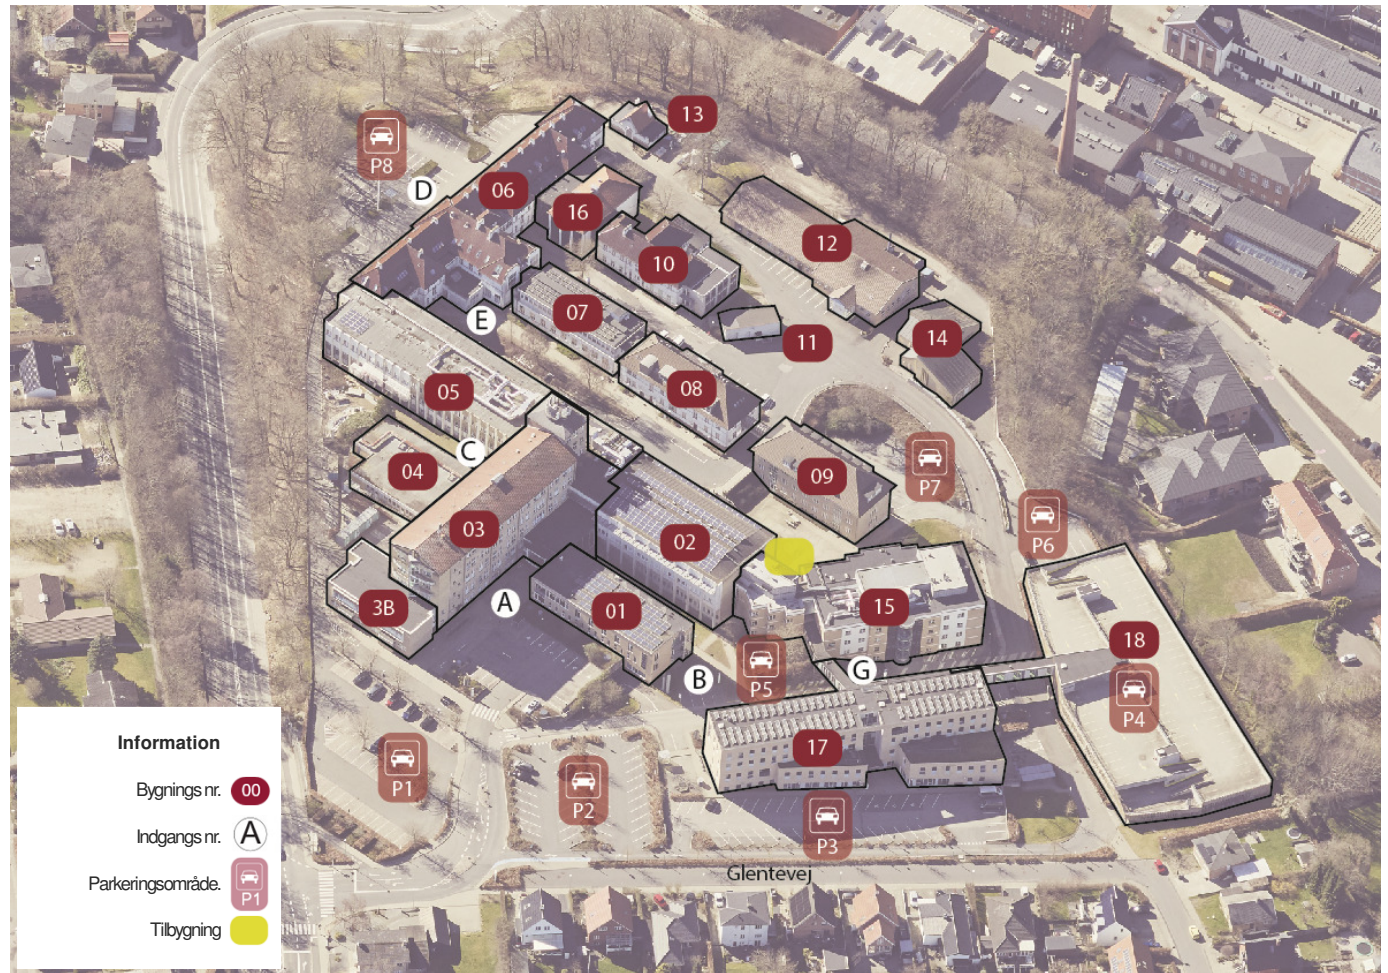 13
P8
D
06
16
12
10
E
07
11
14
08
05
C
04
09
P7
03
02
P6
A
01
3B
15
18
B
P5
G
P4
17
P1
P2
P3
Glentevej
Information
Bygnings nr. 00
Indgangs nr. A
Parkeringsområde. P1
Tilbygning